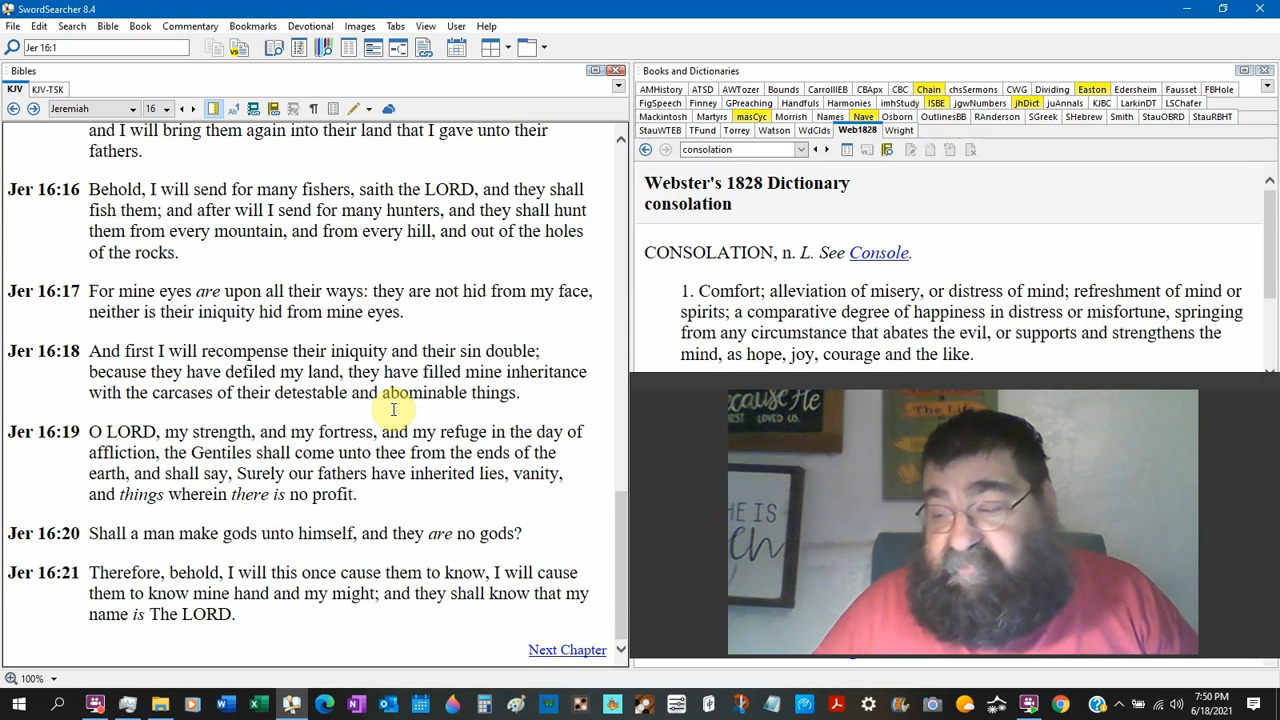 SwordSearcher 8.4
File Edit Search Bible Book Commentary Bookmarks Devotional Images Tabs View User Help
Jer 16:1
Bibles
KJV KJV-TSK
Jeremiah 16
and I will bring them again into their land that I gave unto their
fathers.
Jer 16:16 Behold, I will send for many fishers, saith the LORD, and they shall
fish them; and after will I send for many hunters, and they shall hunt
them from every mountain, and from every hill, and out of the holes
of the rocks.
Jer 16:17 For mine eyes are upon all their ways: they are not hid from my face,
neither is their iniquity hid from mine eyes.
Jer 16:18 And first I will recompense their iniquity and their sin double;
because they have defiled my land, they have filled mine inheritance
with the carcases of their detestable and abominable things.
Jer 16:19 O LORD, my strength, and my fortress, and my refuge in the day of
affliction, the Gentiles shall come unto thee from the ends of the
earth, and shall say, Surely our fathers have inherited lies, vanity,
and things wherein there is no profit.
Jer 16:20 Shall a man make gods unto himself, and they are no gods?
Jer 16:21 Therefore, behold, I will this once cause them to know, I will cause
them to know mine hand and my might; and they shall know that my
name is The LORD.
Next Chapter
100%
Books and Dictionaries
AMHistory ATSD AWTozer Bounds CarrollEB CBApx CBC Chain chsSermons CWG Dividing Easton Edersheim Fausset FBHole
FigSpeech Finney GPreaching Handfuls Harmonies imhStudy ISBE jgwNumbers jhDict juAnnals KJBC LarkinDT LSChafer
Mackintosh Martyrs masCyc Morrish Names Nave Osborn OutlinesBB RAnderson SGreek SHebrew Smith StauOBRD StauRBHT
StauWTEB TFund Torrey Watson WdClds Web1828 Wright
consolation
Webster's 1828 Dictionary
consolation
CONSOLATION, n. L. See Console.
1. Comfort; alleviation of misery, or distress of mind; refreshment of mind or
spirits; a comparative degree of happiness in distress or misfortune, springing
from any circumstance that abates the evil, or supports and strengthens the
mind, as hope, joy, courage and the like.
ecause He
LOVED US.
The Life
HE IS
7:50 PM
6/18/2021